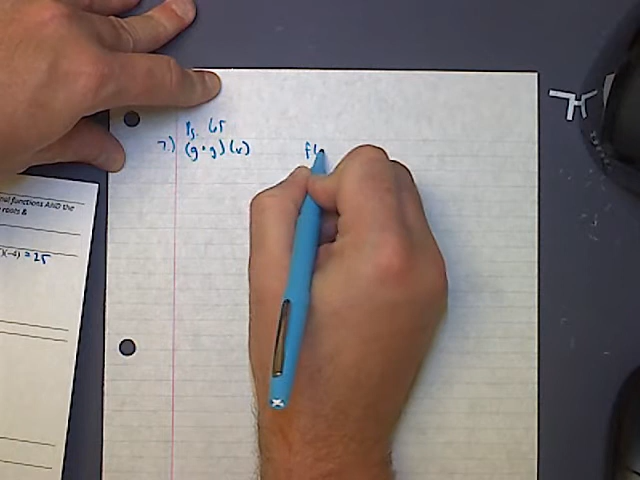 Pg. 65
7.) (g∘g)(x) f(
nal functions AND the
roots &
)(-4) = 25